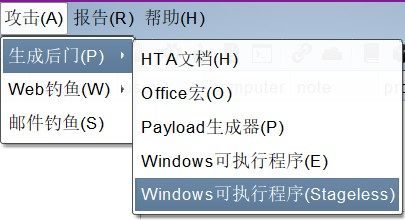 攻击(A) 报告(R) 帮助(H)
生成后门(P)
Web钓鱼(W)
邮件钓鱼(S)
HTA文档(H)
Office宏(O)
Payload生成器(P)
Windows可执行程序(E)
Windows可执行程序(Stageless)
computer note